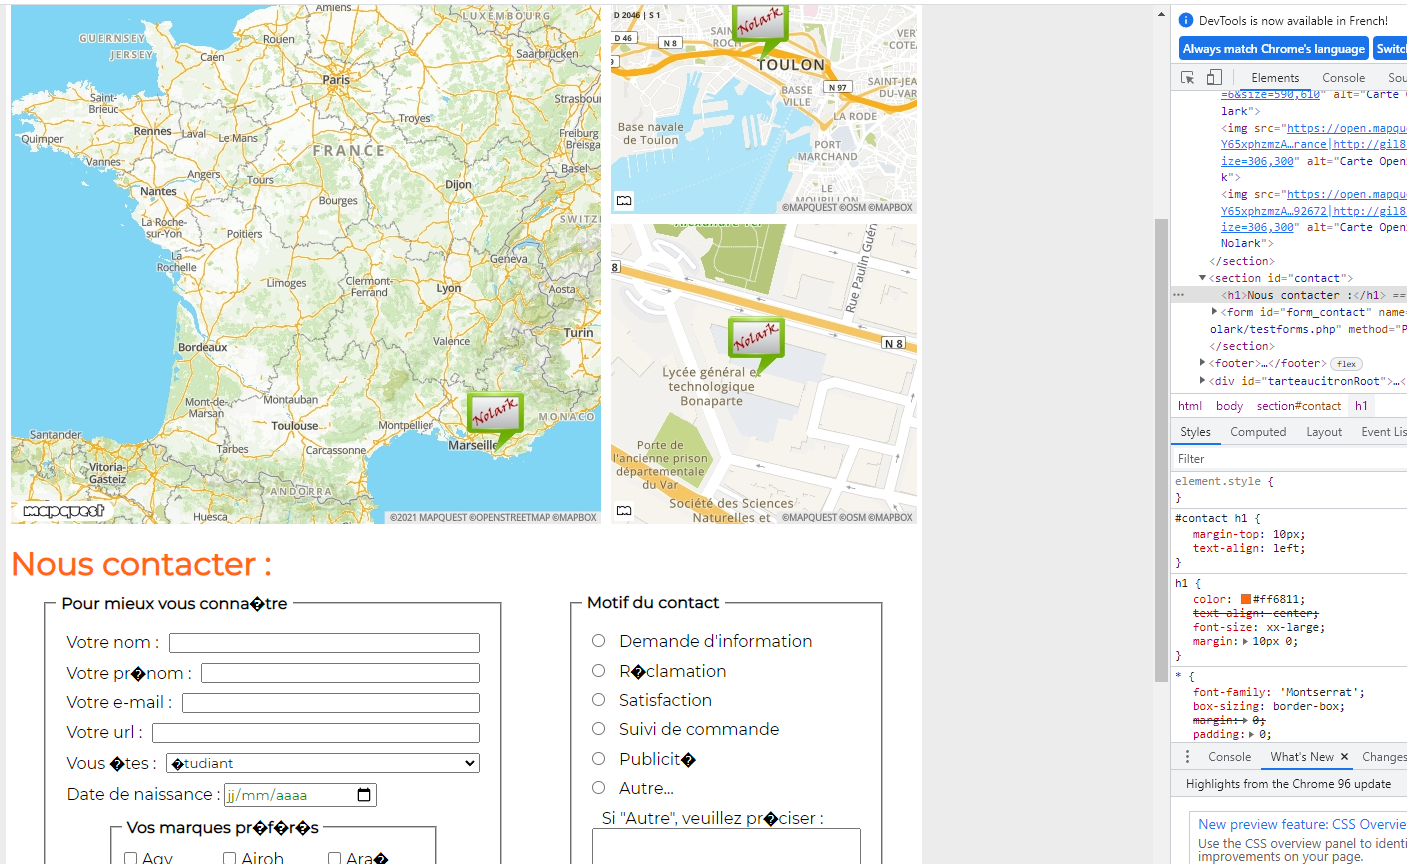 Amiens
LUXEMBOURG
GUERNSEY
JERSEY
Rouen
Caen
Saarbrücken
Paris
Saint-
Brieuc
Strasbou
Troyes
Quimper
Rennes
Laval
Le Mans
Freiburg
Breisga
FRANCE
Vannes
Angers
Tours
Basel
Nantes
Bourges
Dijon
La Roche-
sur-Yon
Poitiers
SWITZ
La
Rochelle
Geneva
Limoges
Clermont-
Ferrand
Lyon
Aosta
Turin
Bordeaux
Valence
Mont-de-
Marsan
Montauban
Toulouse
Montpellier
Nolark
MONACO
Marseille
Santander
Tarbes
Carcassonne
Vitoria-
Gasteiz
ANDORRA
Huesca
mapquest
©2021 MAPQUEST ©OPENSTREETMAP ©MAPBOX
D 2046 | S 1
D 46
N 8
SAIN
ROCH
Nolark
VERT
COTE
TOULON
9
N 97
SAINT-JEA
DU-VAR
BASSE
VILLE
LA RODE
Base navale
de Toulon
PORT
MARCHAND
LE
MOURILLON
©MAPQUEST ©OSM ©MAPBOX
8
Rue Paulin Guér
Nolark
N 8
Lycée général et
technologique
Bonaparte
Porte de
l'ancienne prison
départementale
du Var
Société des Sciences
Naturelles et
©MAPQUEST ©OSM ©MAPBOX
Nous contacter :
Pour mieux vous conna�tre
Votre nom :
Votre pr�nom :
Votre e-mail :
Votre url :
Vous �tes :
�tudiant
Date de naissance :
jj/mm/aaaa
Vos marques pr�f�r�s
Agv
Airoh
Ara�
Motif du contact
Demande d'information
R�clamation
Satisfaction
Suivi de commande
Publicit�
Autre...
Si "Autre", veuillez pr�ciser :
DevTools is now available in French!
Always match Chrome's language
Switch
Elements
Console
Sou
=6&size=590,610" alt="Carte O
lark">
<img src="https://open.mapqu
Y65xphzmzA…rance|http://gil8
ize=306,300" alt="Carte Open
k">
<img src="https://open.mapqu
Y65xphzmzA…92672|http://gil8
ize=306,300" alt="Carte Open
Nolark">
</section>
<section id="contact">
<h1>Nous contacter :</h1> ==
<form id="form_contact" name=
olark/testforms.php" method="P
</section>
<footer>…</footer> flex
<div id="tarteaucitronRoot">…<
html
body
section#contact
h1
Styles
Computed
Layout
Event Lis
Filter
element.style {
}
#contact h1 {
margin-top: 10px;
text-align: left;
}
h1 {
color: #ff6811;
text-align: center;
font-size: xx-large;
margin: 10px 0;
}
* {
font-family: 'Montserrat';
box-sizing: border-box;
margin: 0;
padding: 0;
Console
What's New
Changes
Highlights from the Chrome 96 update
New preview feature: CSS Overvie
Use the CSS overview panel to identi
improvements on your page.